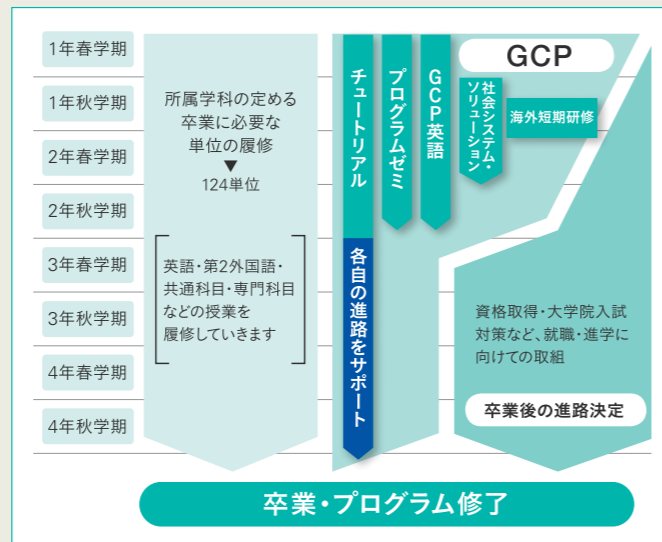 1年春学期
1年秋学期
2年春学期
2年秋学期
3年春学期
3年秋学期
4年春学期
4年秋学期
所属学科の定める
卒業に必要な
単位の履修
▼
124単位
英語・第2外国語・
共通科目・専門科目
などの授業を
履修していきます
チュートリアル
各自の進路をサポート
プログラムゼミ
GCP英語
GCP
社会システム・
ソリューション
海外短期研修
資格取得・大学院入試
対策など、就職・進学に
向けての取組
卒業後の進路決定
卒業・プログラム修了